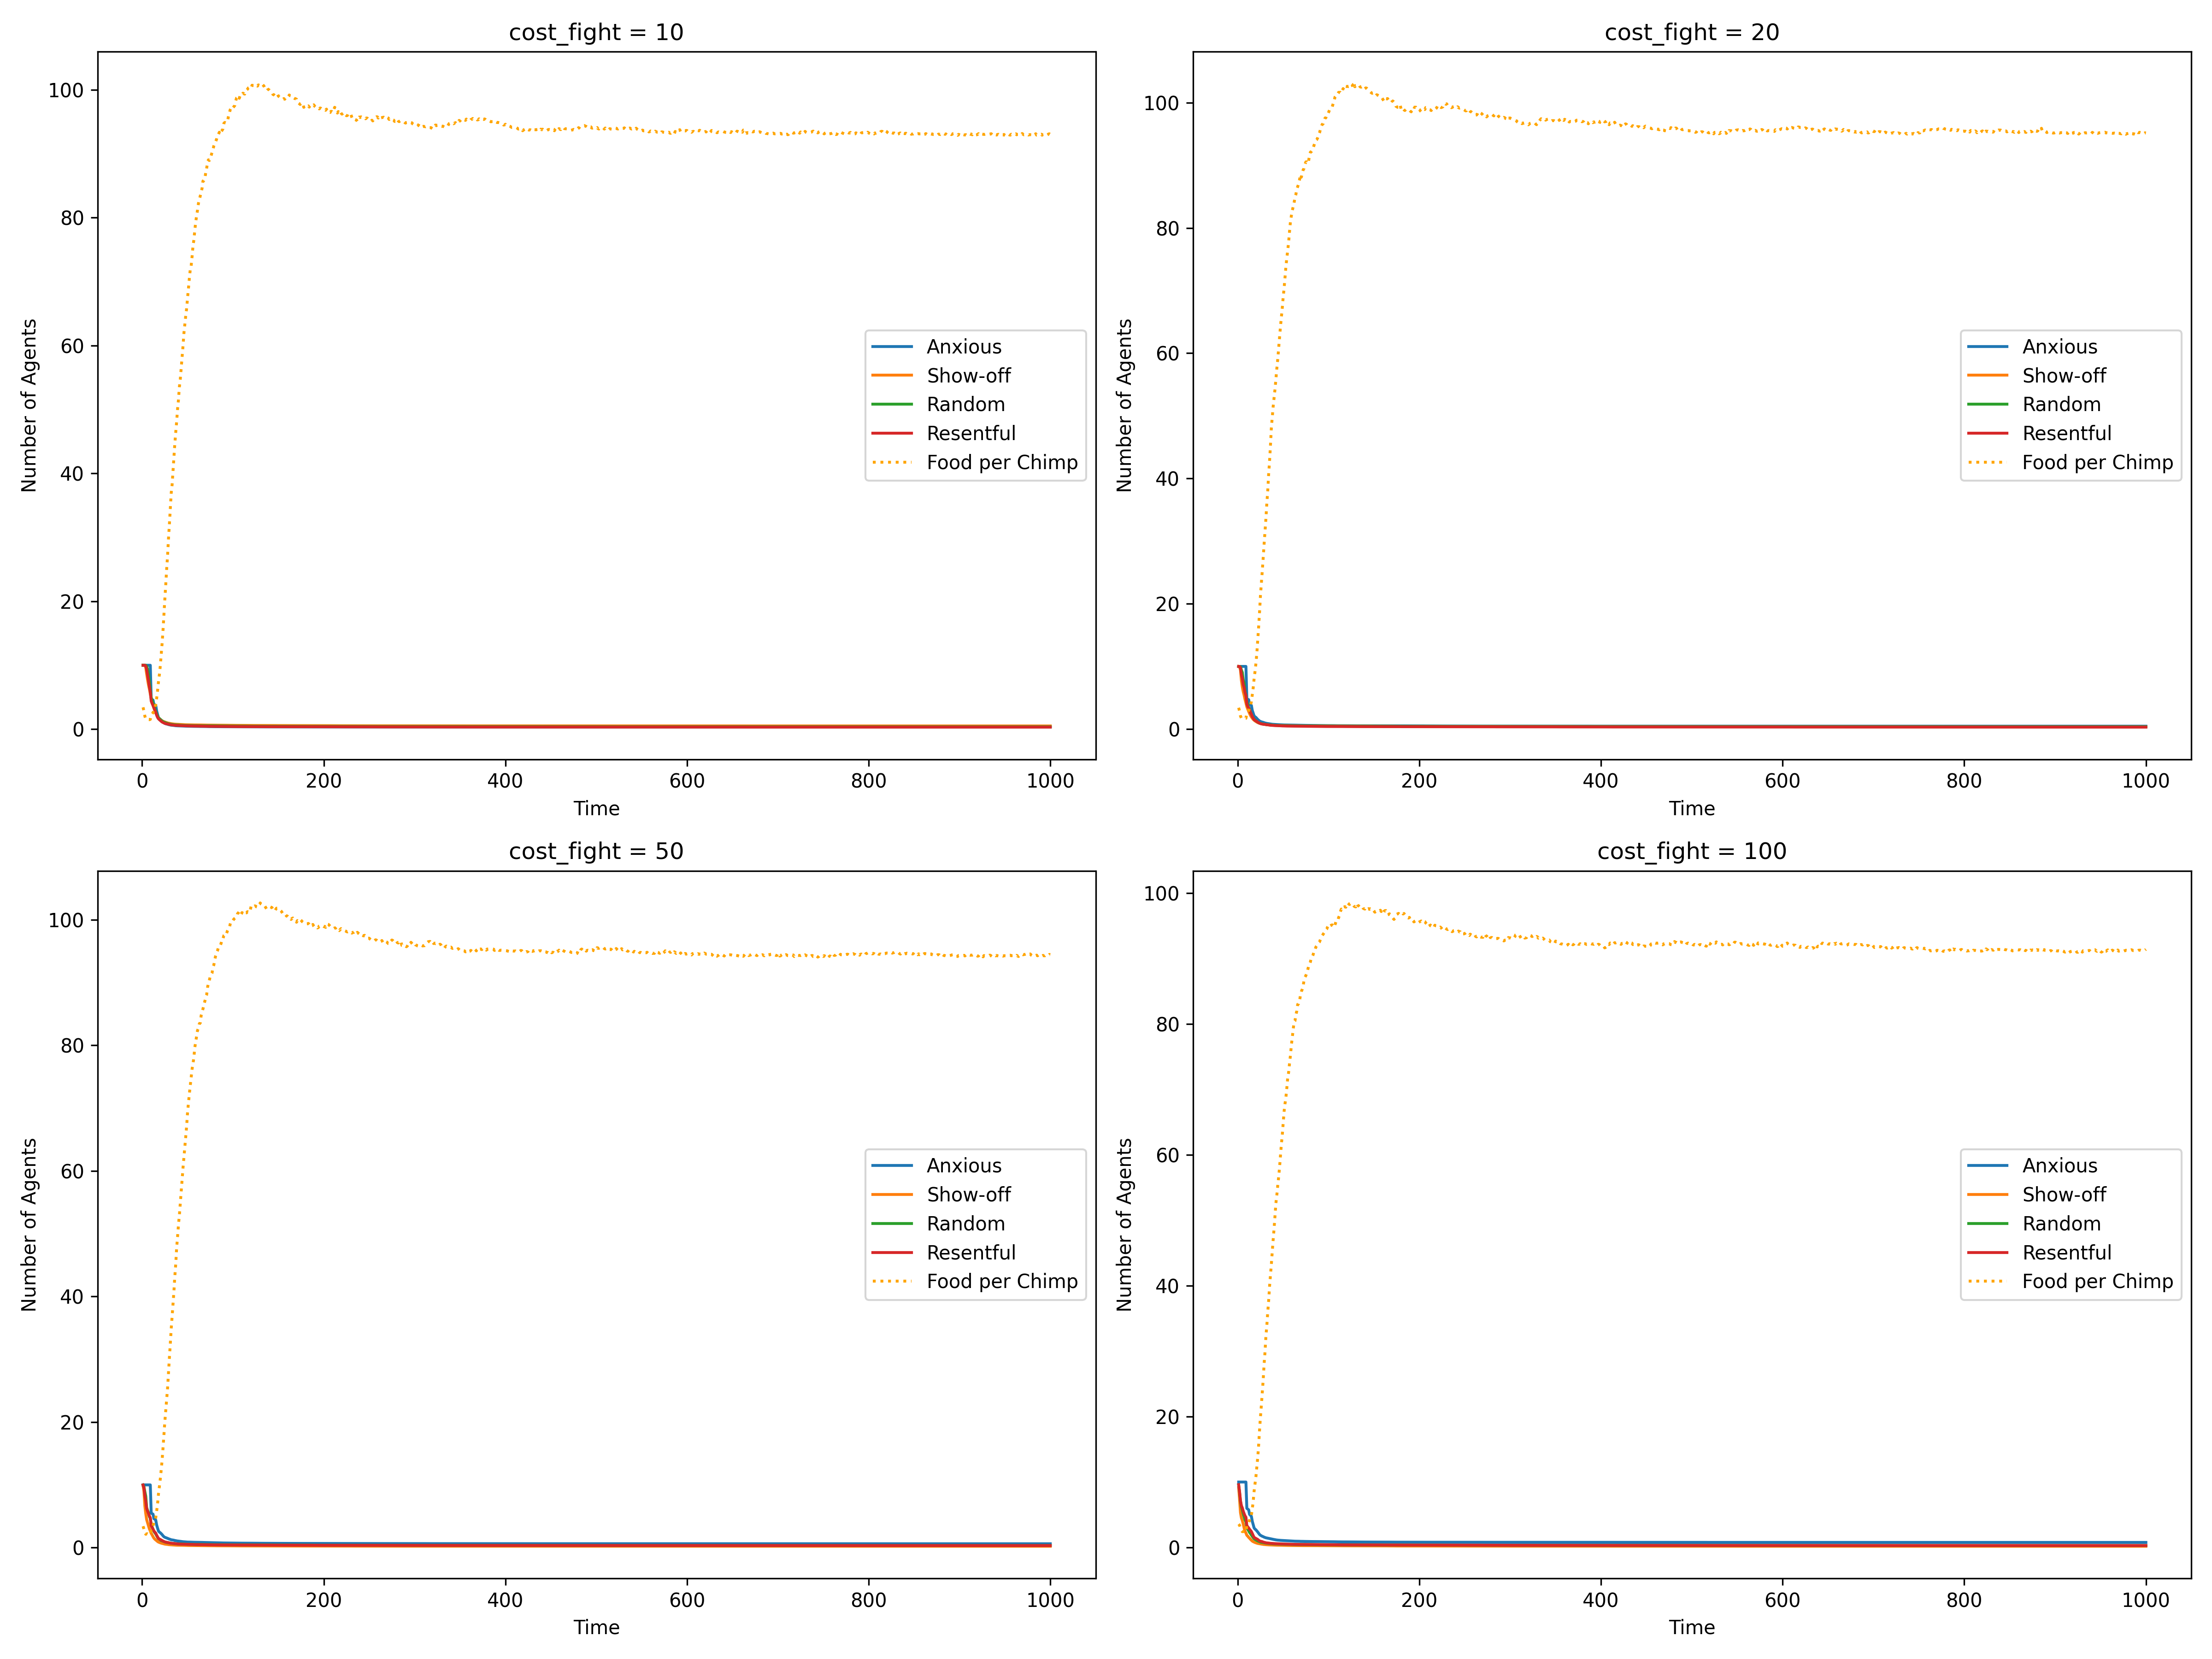 cost_fight = 10
Number of Agents
100
80
60
40
20
0
Anxious
Show-off
Random
Resentful
Food per Chimp
0 200 400 600 800 1000
Time
cost_fight = 20
Number of Agents
100
80
60
40
20
0
Anxious
Show-off
Random
Resentful
Food per Chimp
0 200 400 600 800 1000
Time
cost_fight = 50
Number of Agents
100
80
60
40
20
0
Anxious
Show-off
Random
Resentful
Food per Chimp
0 200 400 600 800 1000
Time
cost_fight = 100
Number of Agents
100
80
60
40
20
0
Anxious
Show-off
Random
Resentful
Food per Chimp
0 200 400 600 800 1000
Time